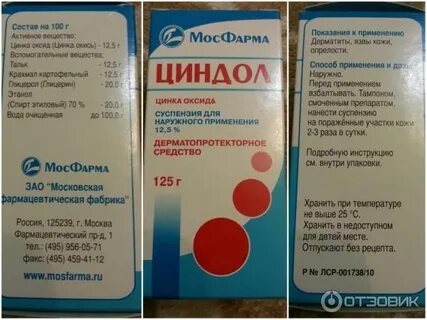 Состав на 100 г
Активное вещество:
Цинка оксид (Цинка окись) - 12,5 г
Вспомогательные вещества:
Тальк - 12,5 г
Крахмал картофельный - 12,5 г
Глицерол (Глицерин) - 20,0 г
Этанол
(Спирт этиловый) 70 % - 20,0 г
Вода очищенная до 100,0 г
МосФарма
ЗАО "Московская
фармацевтическая фабрика"
Россия, 125239, г. Москва
Фармацевтический пр-д, 1
тел.: (495) 956-05-71
факс: (495) 459-41-12
www.mosfarma.ru
МосФарма
ЦИНДОЛ
ЦИНКА ОКСИД
СУСПЕНЗИЯ ДЛЯ
НАРУЖНОГО ПРИМЕНЕНИЯ
12,5 %
ДЕРМАТОПРОТЕКТОРНОЕ
СРЕДСТВО
125 г
Показания к применению
Дерматиты, язвы кожи,
опрелости.
Способ применения и дозы
Наружно.
Перед применением
взбалтывать. Тампоном,
смоченным препаратом,
нанести суспензию
на поражённые участки кожи
2-3 раза в сутки.
Подробную инструкцию
см. внутри упаковки.
Хранить при температуре
не выше 25 °С.
Хранить в недоступном
для детей месте.
Отпускают без рецепта.
Р № ЛСР-001738/10
ОТЗОВИК